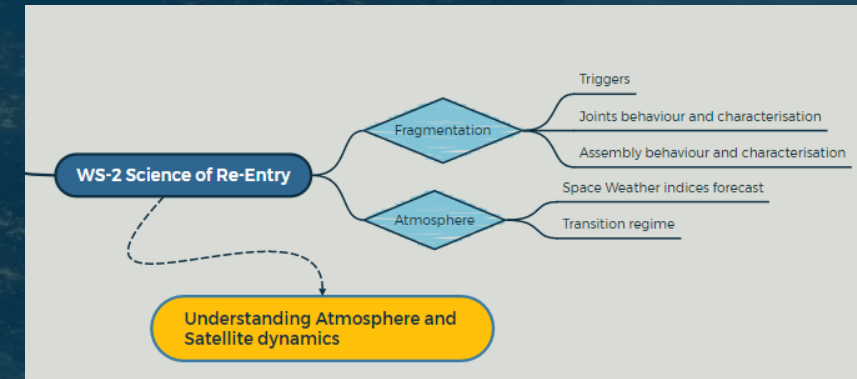 Triggers
Fragmentation
Joints behaviour and characterisation
Assembly behaviour and characterisation
WS-2 Science of Re-Entry
Space Weather indices forecast
Atmosphere
Transition regime
Understanding Atmosphere and
Satellite dynamics